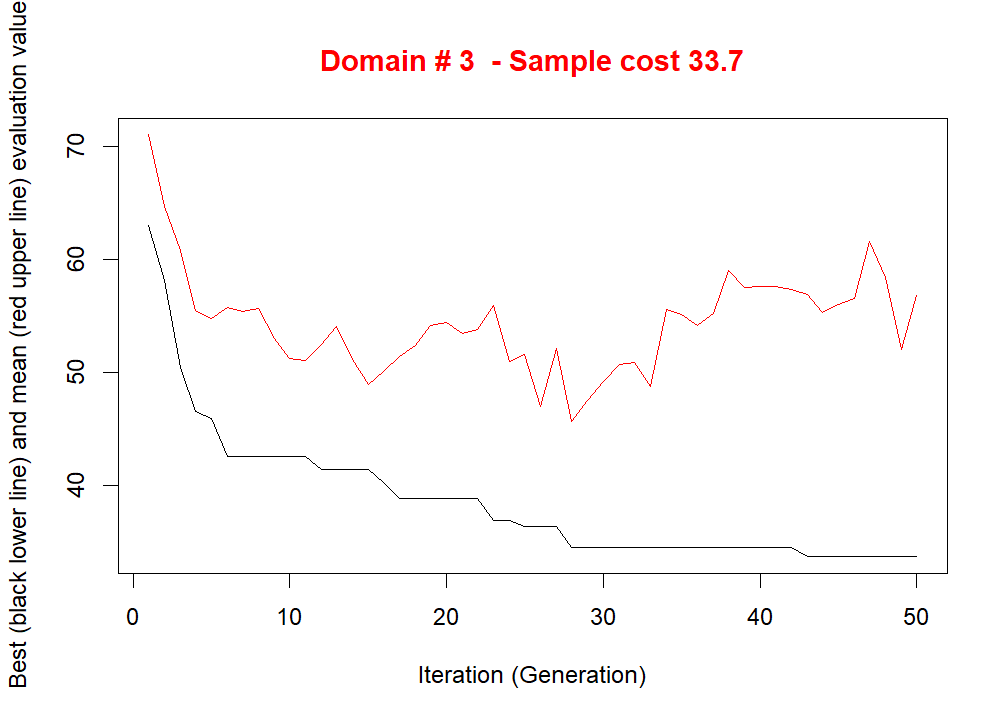 Domain # 3  - Sample cost 33.7
Best (black lower line) and mean (red upper line) evaluation value
70
60
50
40
0 10 20 30 40 50
Iteration (Generation)